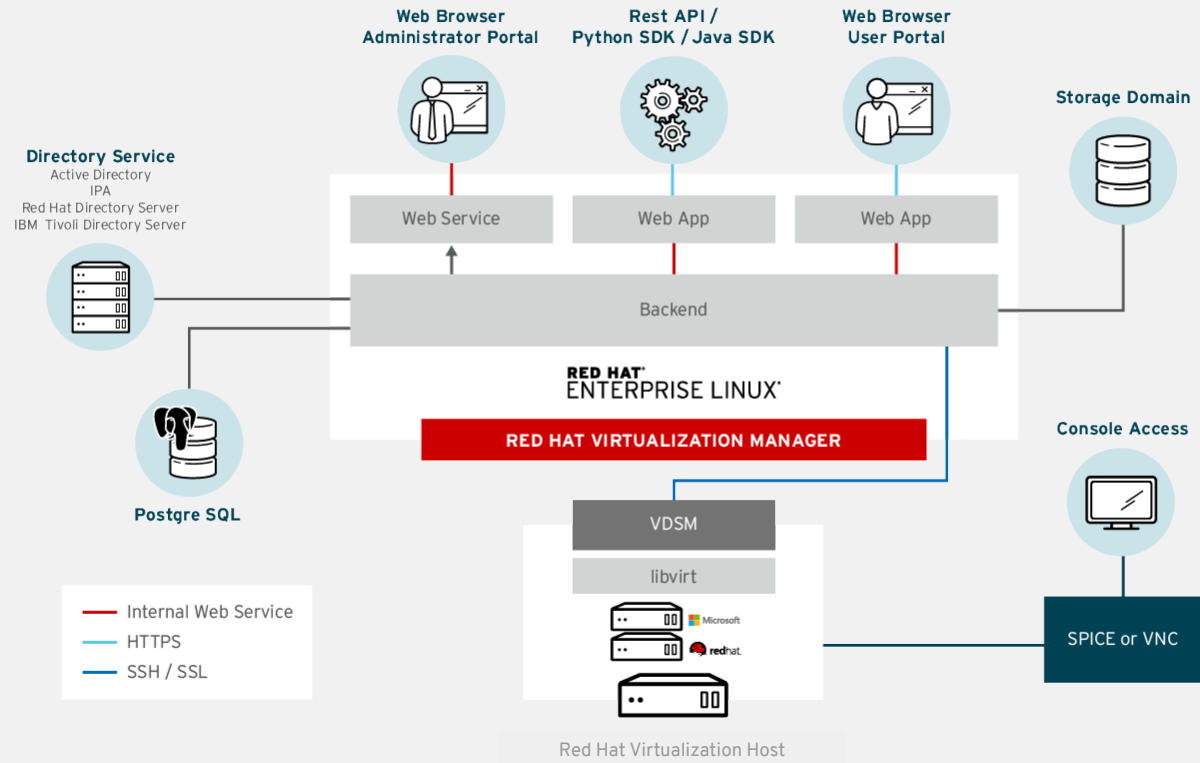 Web Browser
Administrator Portal
Rest API /
Python SDK / Java SDK
Web Browser
User Portal
Storage Domain
Directory Service
Active Directory
IPA
Red Hat Directory Server
IBM Tivoli Directory Server
Web Service
Web App
Web App
Backend
RED HAT®
ENTERPRISE LINUX®
RED HAT VIRTUALIZATION MANAGER
Postgre SQL
Console Access
VDSM
libvirt
Microsoft
redhat.
SPICE or VNC
Internal Web Service
HTTPS
SSH / SSL
Red Hat Virtualization Host